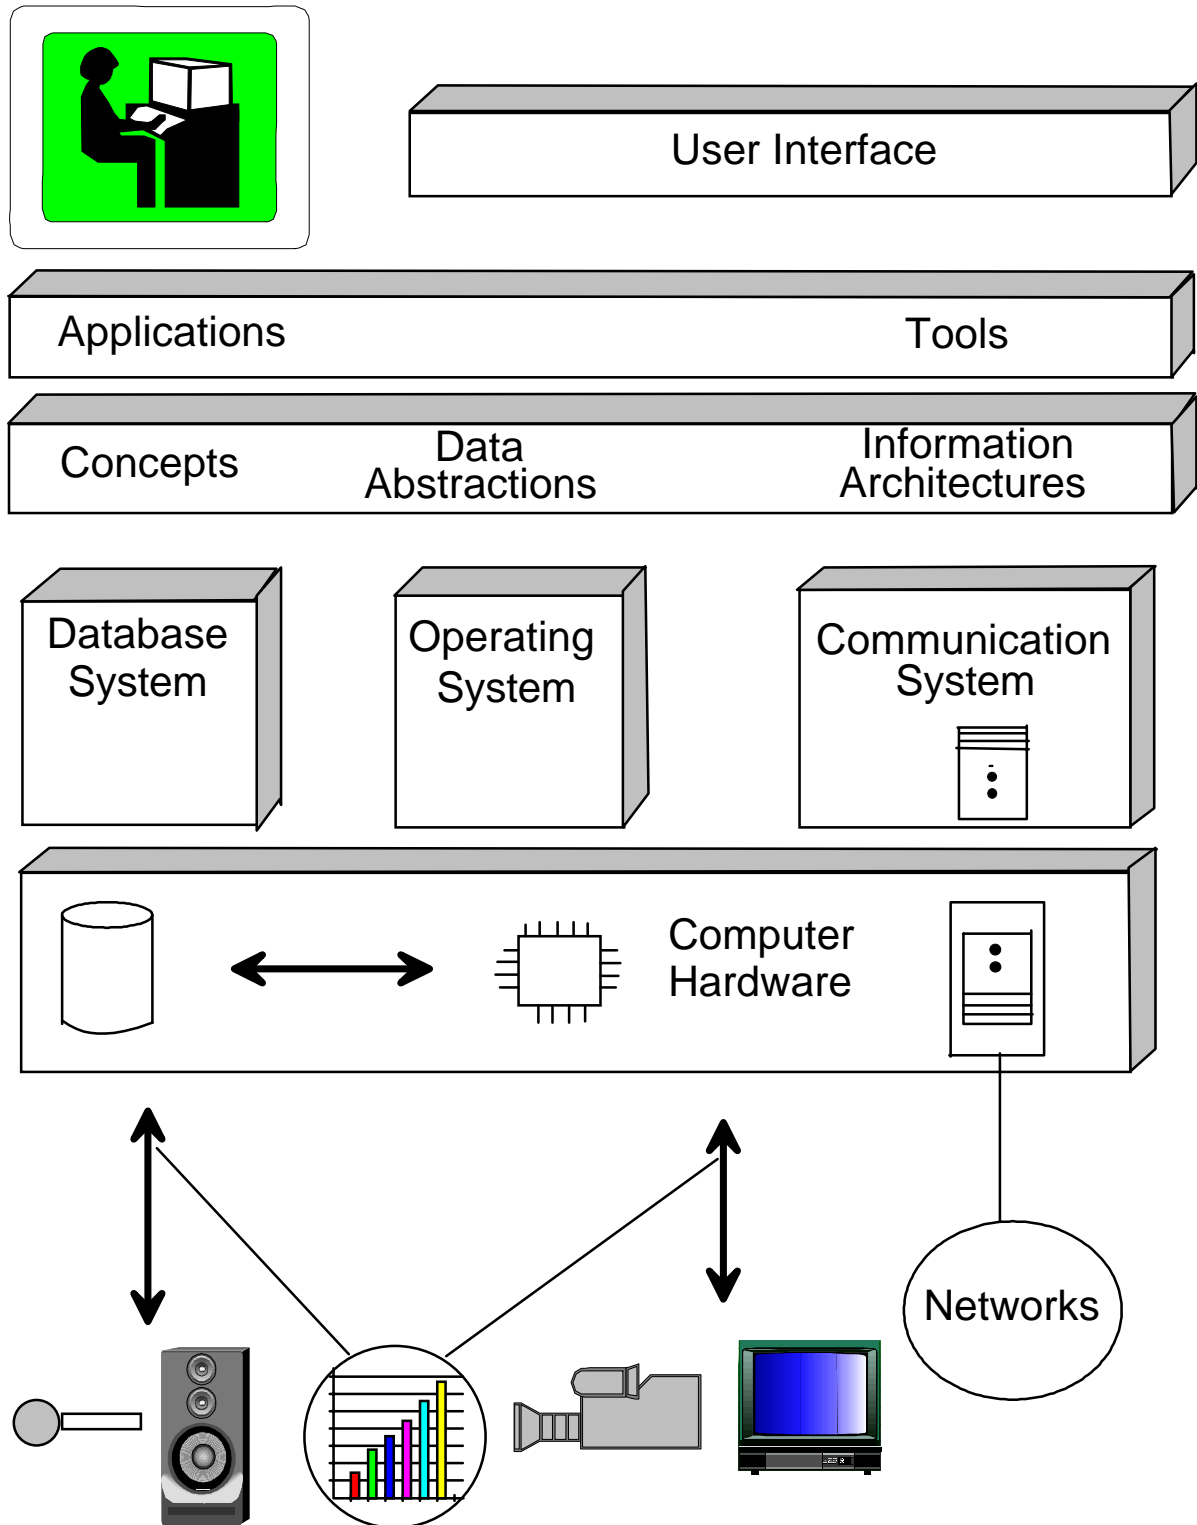 User Interface
Applications
Tools
Concepts
Data
Abstractions
Information
Architectures
Database
System
Operating
System
Communication
System
Computer
Hardware
Networks